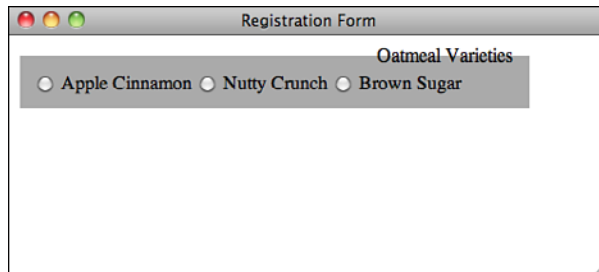 Registration Form
Oatmeal Varieties
Apple Cinnamon Nutty Crunch Brown Sugar